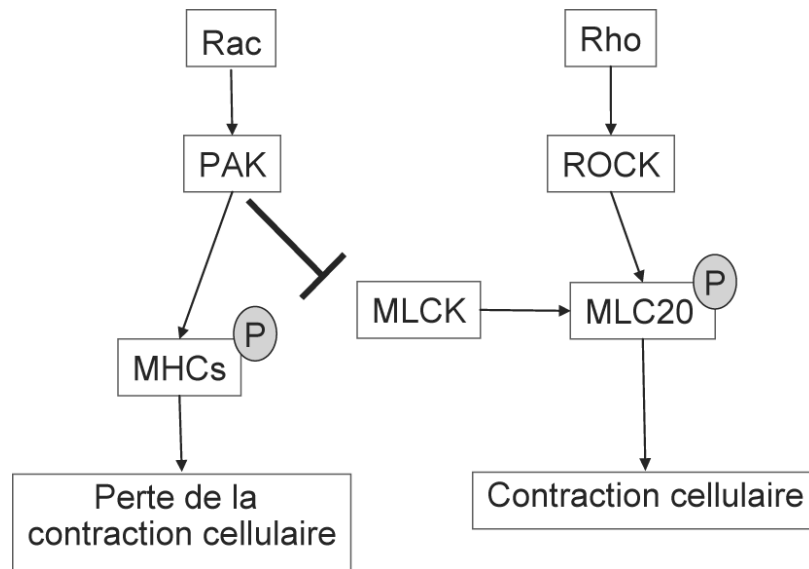 Rac
Rho
PAK
ROCK
MLCK
MLC20
P
MHCs
P
Perte de la
contraction cellulaire
Contraction cellulaire